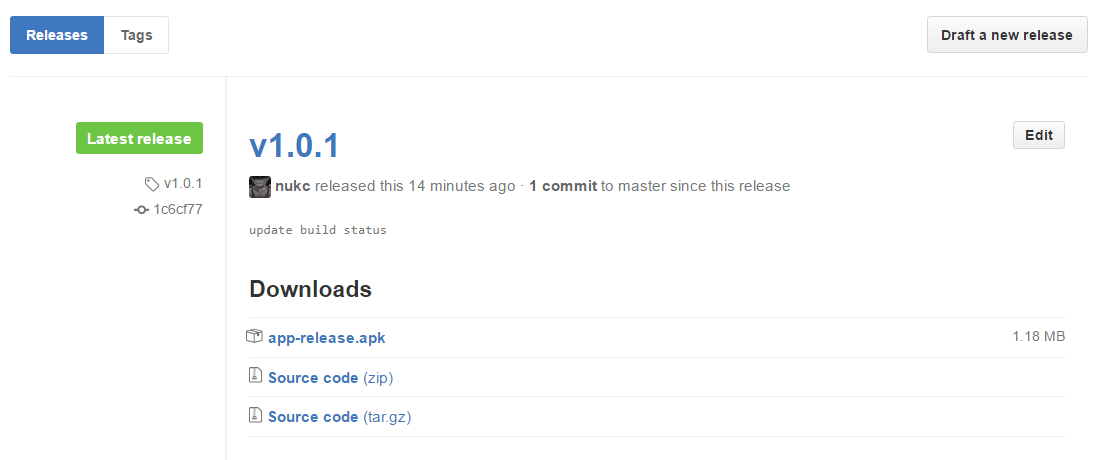 Releases Tags Draft a new release
Latest release
v1.0.1
1c6cf77
v1.0.1 Edit
nukc released this 14 minutes ago · 1 commit to master since this release
update build status
Downloads
app-release.apk 1.18 MB
Source code (zip)
Source code (tar.gz)